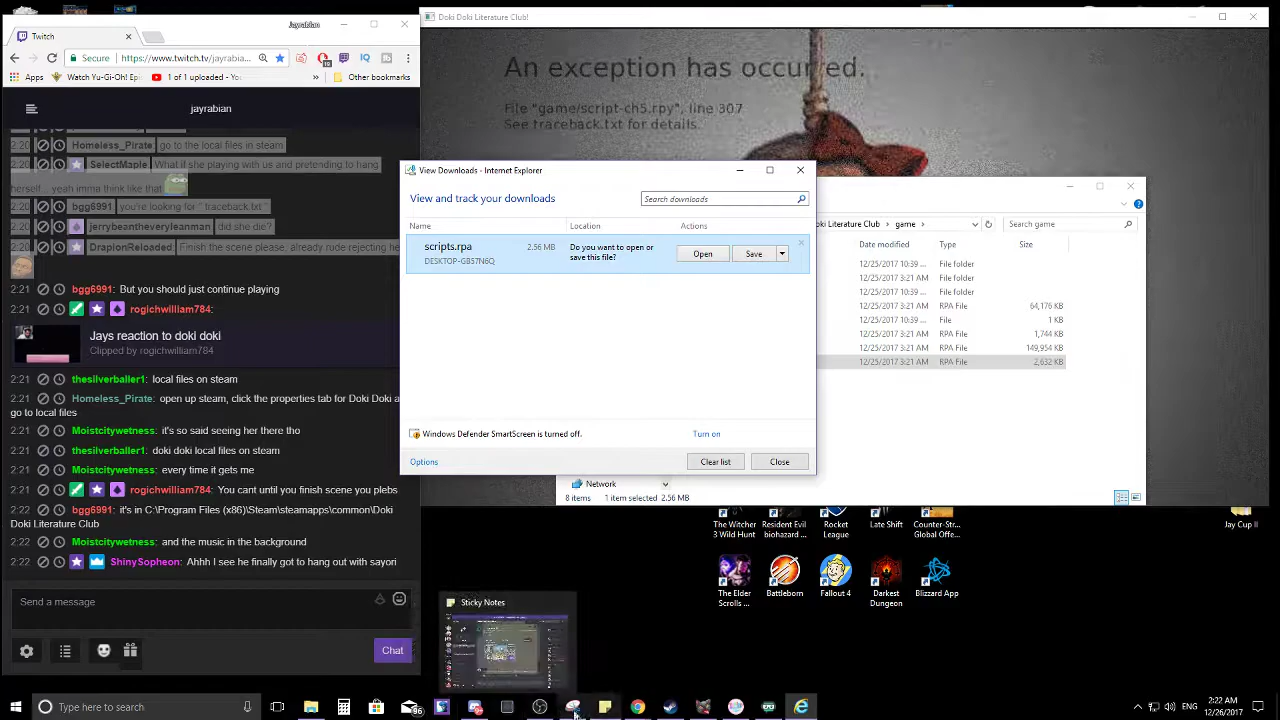 Jayrabian
Twitch
Secure
https://www.twitch.tv/jayrabia...
Apps
Watch Yu-Gi-Oh! Ep
1 of 1 uploaded - Yo
Other bookmarks
jayrabian
2:20 Homeless_Pirate: go to the local files in steam
2:20 SelectMaple: What if she playing with us and pretending to hang
herself... yeah imma think like that
2:20 bgg6991: you're looking for " traceback.txt "
2:20 jerrybeantheveryleanman: did she die?
2:21 DrapionReloaded: Finish the scene please, already rude rejecting her
2:21 bgg6991: But you should just continue playing
2:21 rogichwilliam784:
Jays reaction to doki doki
Clipped by rogichwilliam784
2:21 thesilverballer1: local files on steam
2:21 Homeless_Pirate: open up steam, click the properties tab for Doki Doki a
go to local files
2:21 Moistcitywetness: it's so said seeing her there tho
2:21 thesilverballer1: doki doki local files on steam
2:21 Moistcitywetness: every time it gets me
2:21 rogichwilliam784: You cant until you finish scene you plebs
2:21 bgg6991: it's in C:\Program Files (x86)\Steam\steamapps\common\Doki
Doki Literature Club
2:22 Moistcitywetness: and the music in the background
2:22 ShinySopheon: Ahhh I see he finally got to hang out with sayori
Send a message
Chat
Doki Doki Literature Club!
An exception has occurred.
File "game/script-ch5.rpy", line 307
See traceback.txt for details.
View Downloads - Internet Explorer
View and track your downloads
Search downloads
Name Location Actions
scripts.rpa 2.56 MB Do you want to open or
save this file?
DESKTOP-GB57N6Q
Open
Save
Windows Defender SmartScreen is turned off.
Turn on
Options
Clear list
Close
oki Literature Club > game >
Search game
Date modified Type Size
12/25/2017 10:39 ... File folder
12/25/2017 3:21 AM File folder
12/25/2017 10:39 ... File folder
12/25/2017 3:21 AM RPA File 64,176 KB
12/25/2017 10:39 ... File 1 KB
12/25/2017 3:21 AM RPA File 1,744 KB
12/25/2017 3:21 AM RPA File 149,954 KB
12/25/2017 3:21 AM RPA File 2,632 KB
Network
8 items 1 item selected 2.56 MB
The Witcher
3 Wild Hunt
Resident Evil
biohazard ...
Rocket
League
Late Shift
Counter-Str...
Global Offe...
Jay Cup II
The Elder
Scrolls ...
Battleborn
Fallout 4
Darkest
Dungeon
Blizzard App
Sticky Notes
Type here to search
96
ENG
2:22 AM
12/26/2017